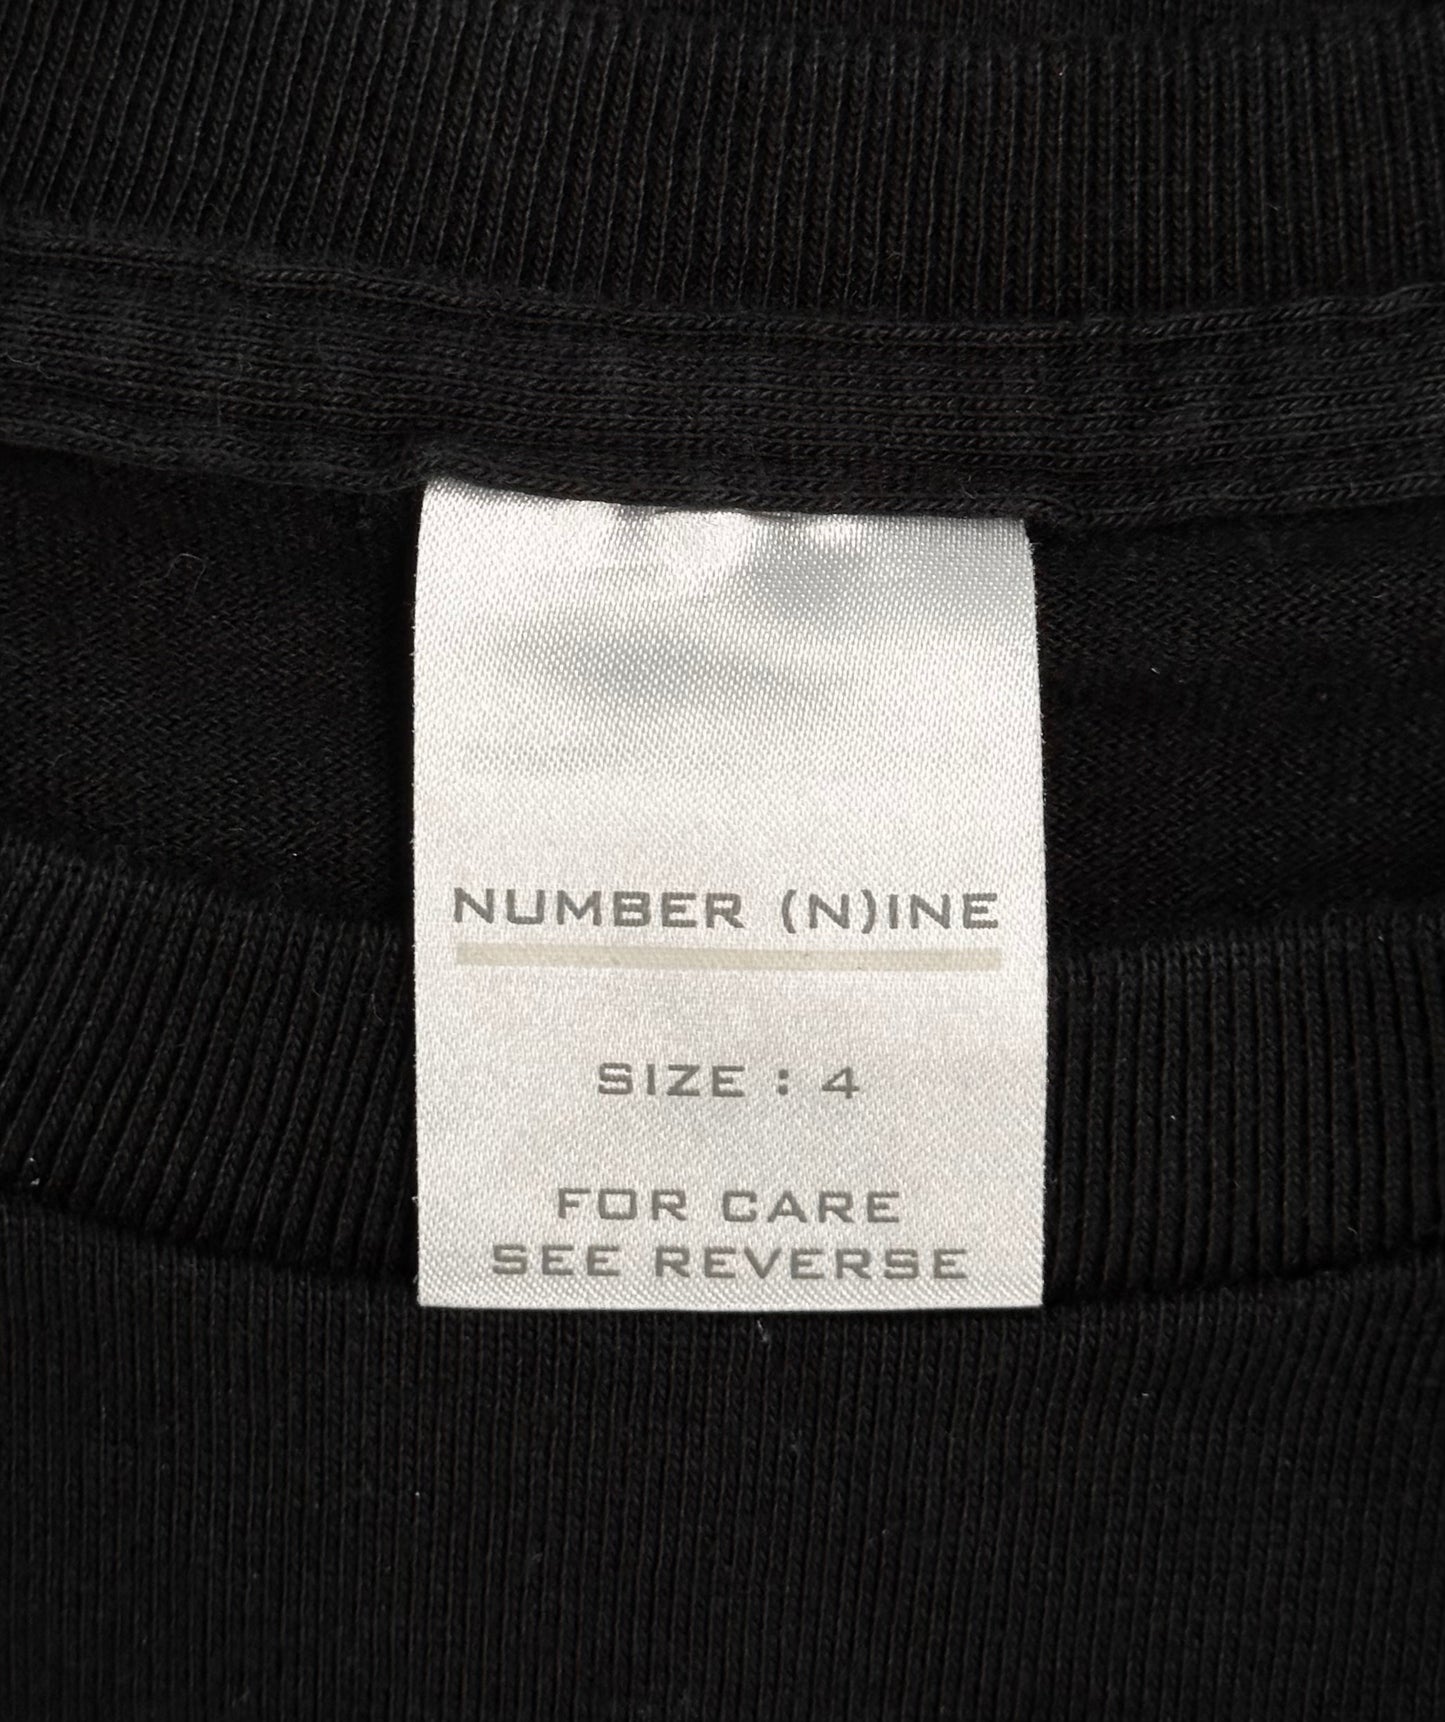 NUMBER (N)INE
SIZE : 4
FOR CARE
SEE REVERSE